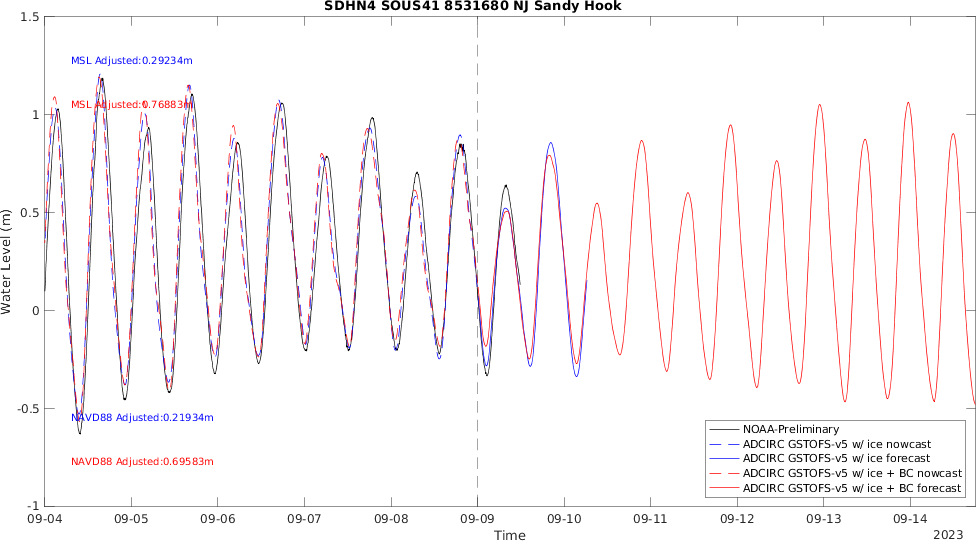 SDHN4 SOUS41 8531680 NJ Sandy Hook
1.5
MSL Adjusted:0.29234m
MSL Adjusted:0.76883m
1
0.5
Water Level (m)
0
-0.5
NAVD88 Adjusted:0.21934m
NAVD88 Adjusted:0.69583m
NOAA-Preliminary
ADCIRC GSTOFS-v5 w/ ice nowcast
ADCIRC GSTOFS-v5 w/ ice forecast
ADCIRC GSTOFS-v5 w/ ice + BC nowcast
ADCIRC GSTOFS-v5 w/ ice + BC forecast
-1
09-04 09-05 09-06 09-07 09-08 09-09 09-10 09-11 09-12 09-13 09-14
Time
2023